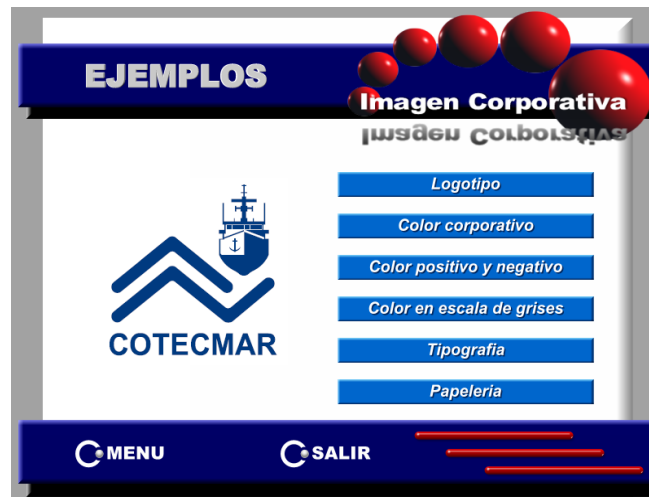 EJEMPLOS
Imagen Corporativa
Imagen Corporativa
Logotipo
Color corporativo
Color positivo y negativo
Color en escala de grises
Tipografia
Papeleria
COTECMAR
MENU
SALIR